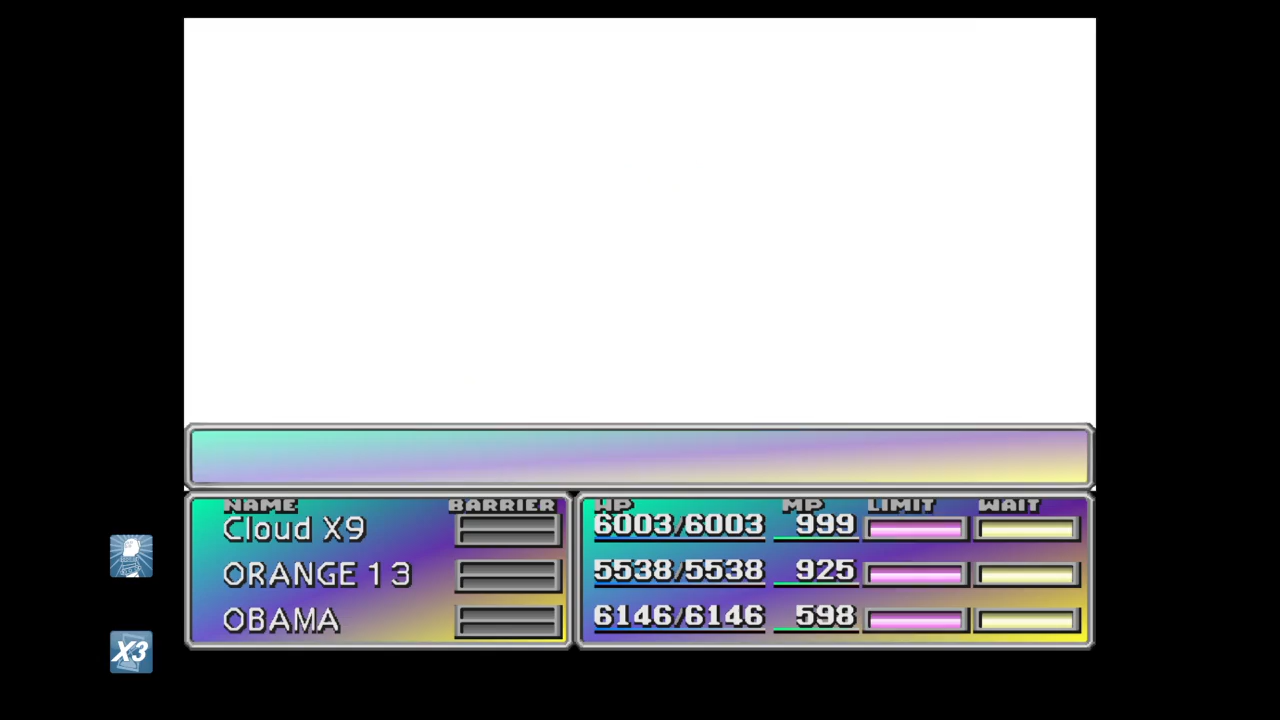 NAME BARRIER HP MP LIMIT WAIT
Cloud X9 6003/6003 999
ORANGE 13 5538/5538 925
OBAMA 6146/6146 598
X3